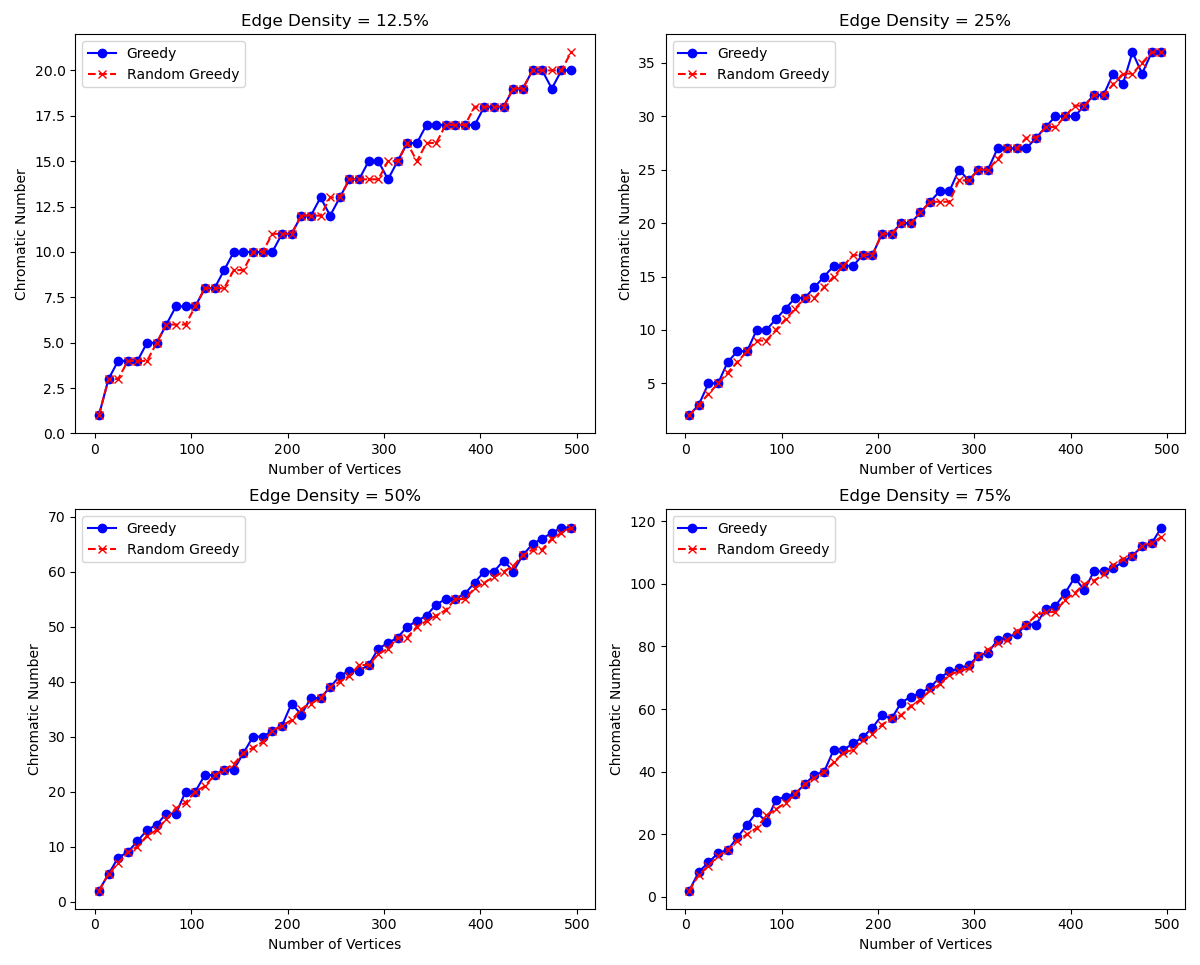 Edge Density = 12.5%
Greedy
Random Greedy
Chromatic Number
20.0
17.5
15.0
12.5
10.0
7.5
5.0
2.5
0.0
0 100 200 300 400 500
Number of Vertices
Edge Density = 25%
Greedy
Random Greedy
Chromatic Number
35
30
25
20
15
10
5
0 100 200 300 400 500
Number of Vertices
Edge Density = 50%
Greedy
Random Greedy
Chromatic Number
70
60
50
40
30
20
10
0
0 100 200 300 400 500
Number of Vertices
Edge Density = 75%
Greedy
Random Greedy
Chromatic Number
120
100
80
60
40
20
0
0 100 200 300 400 500
Number of Vertices